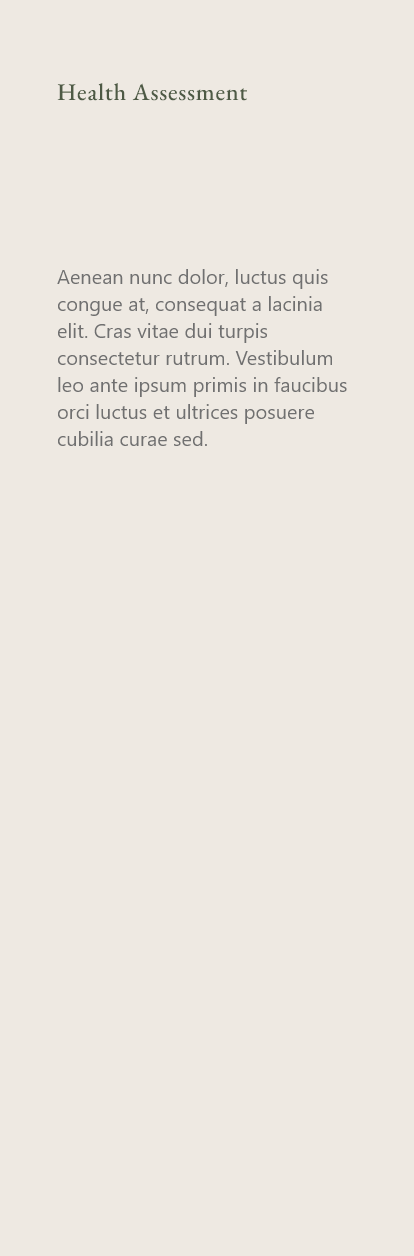 Health Assessment
Aenean nunc dolor, luctus quis
congue at, consequat a lacinia
elit. Cras vitae dui turpis
consectetur rutrum. Vestibulum
leo ante ipsum primis in faucibus
orci luctus et ultrices posuere
cubilia curae sed.